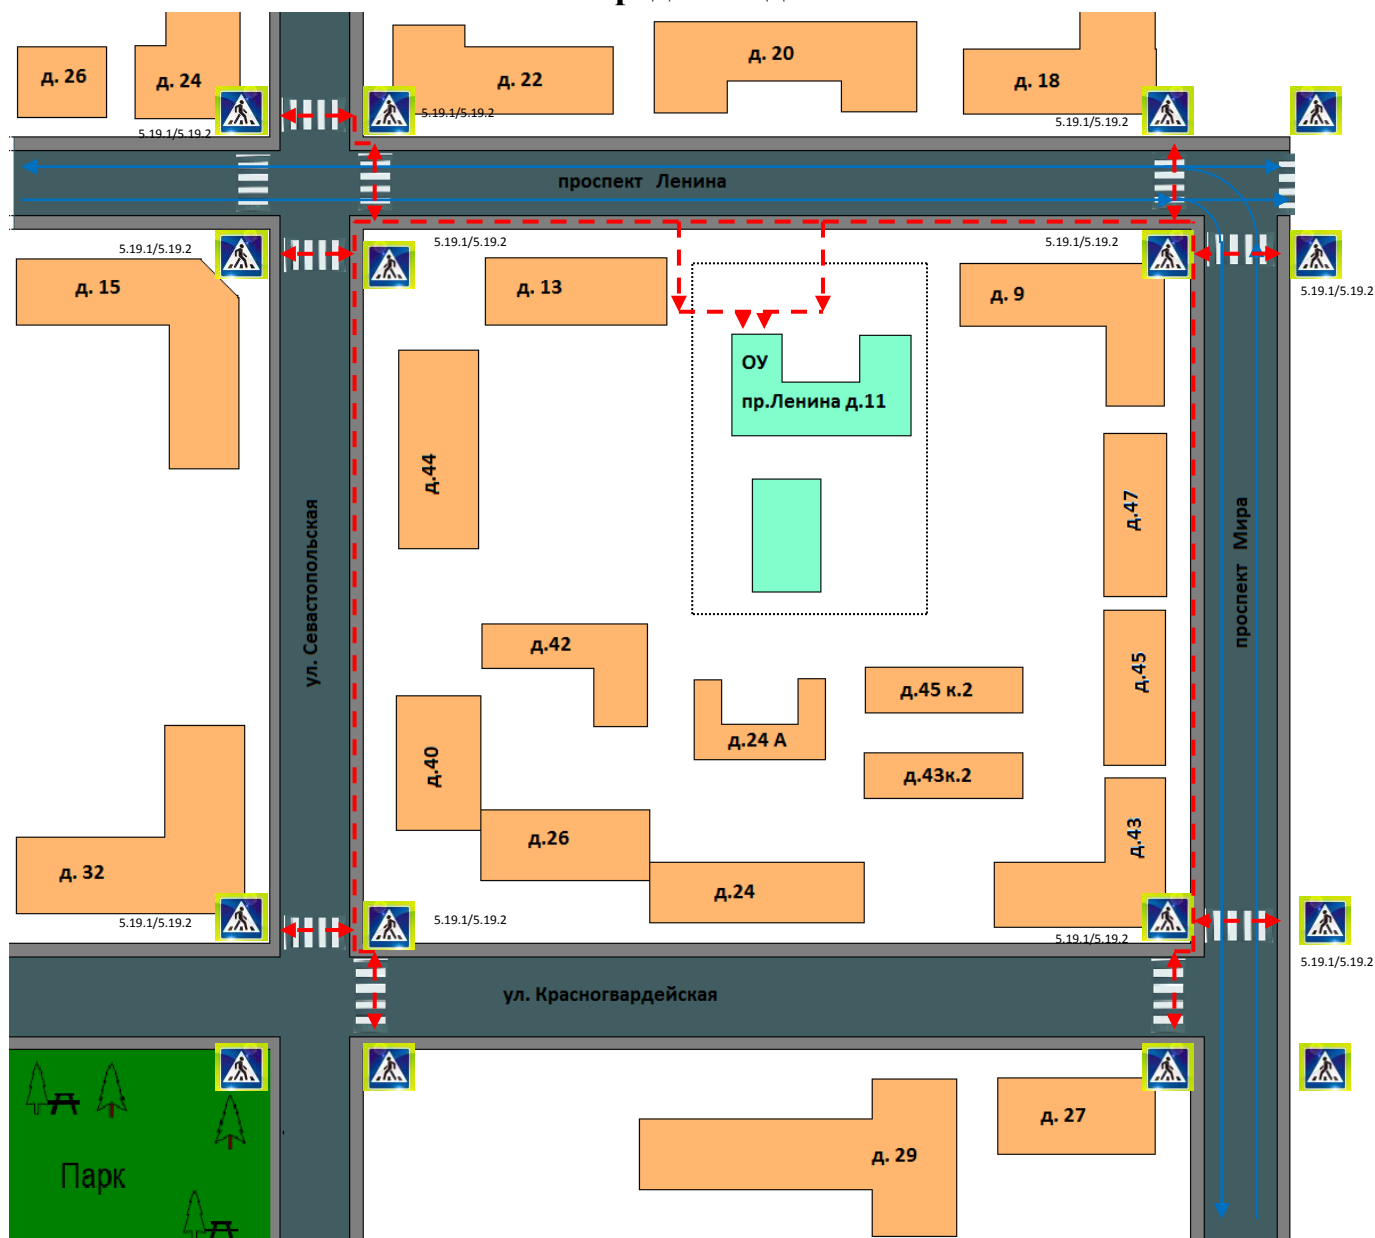 д. 26
д. 24
д. 22
д. 20
д. 18
5.19.1/5.19.2
5.19.1/5.19.2
5.19.1/5.19.2
проспект Ленина
5.19.1/5.19.2
5.19.1/5.19.2
5.19.1/5.19.2
5.19.1/5.19.2
д. 15
д. 13
д. 9
ОУ
пр.Ленина д.11
д.44
д.47
ул. Севастопольская
проспект Мира
д.42
д.45
д.45 к.2
д.24 А
д.40
д.43к.2
д.26
д.43
д. 32
д.24
5.19.1/5.19.2
5.19.1/5.19.2
5.19.1/5.19.2
5.19.1/5.19.2
ул. Красногвардейская
д. 27
д. 29
Парк